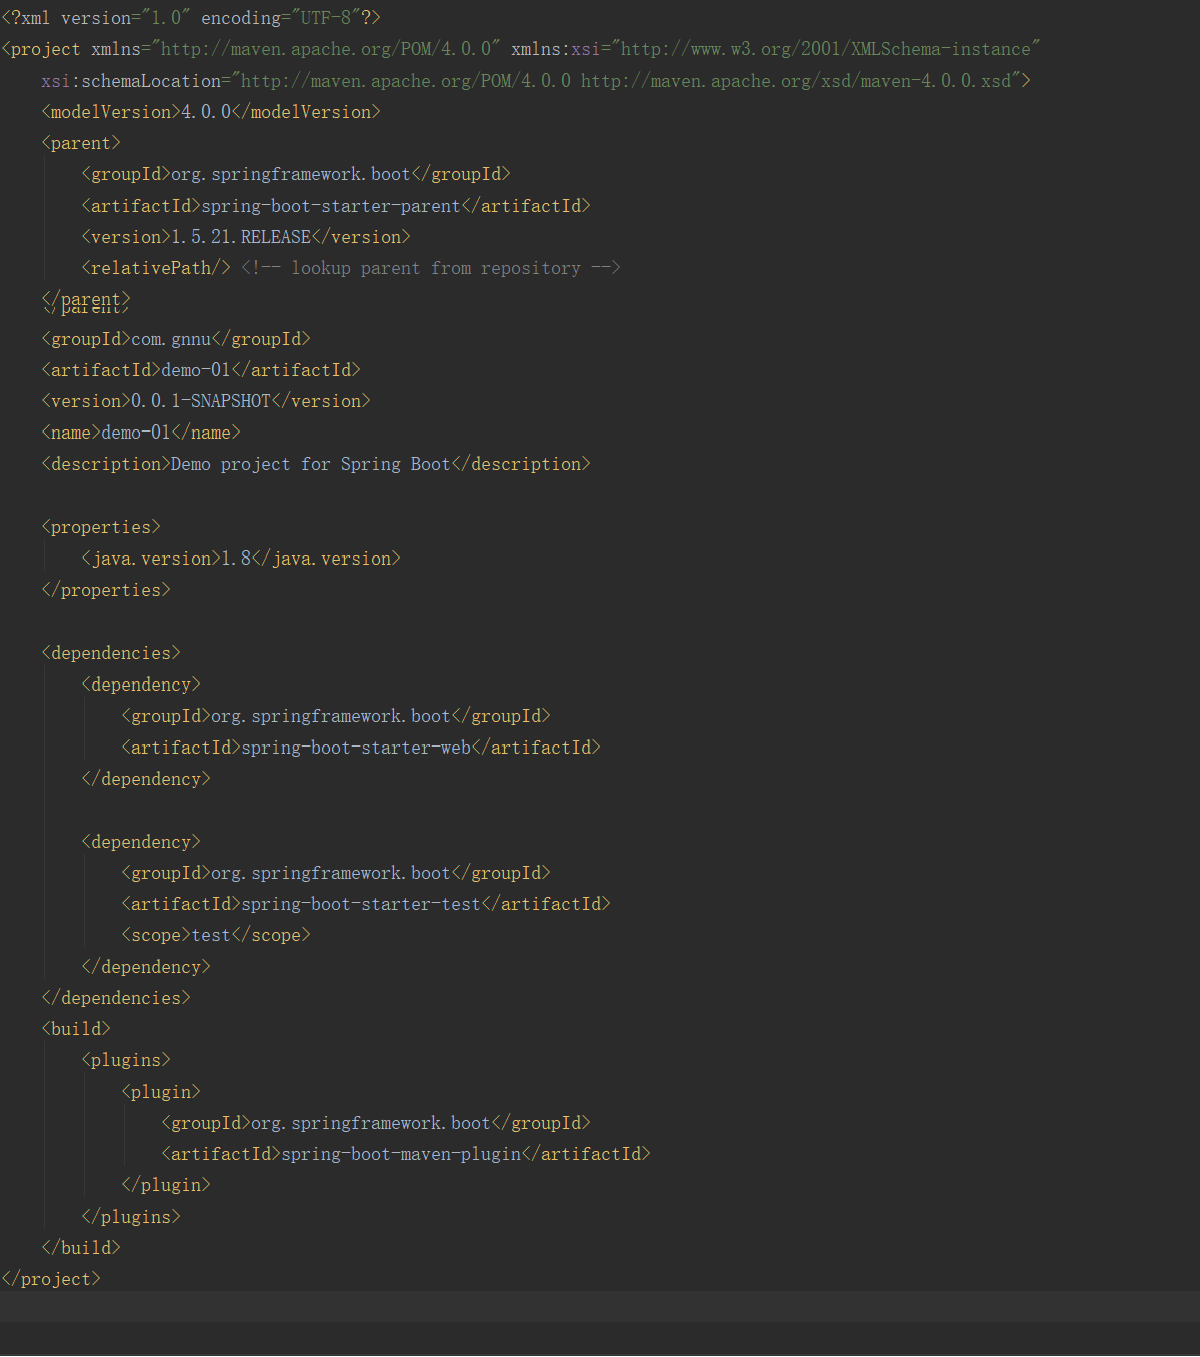 <?xml version="1.0" encoding="UTF-8"?>
<project xmlns="http://maven.apache.org/POM/4.0.0" xmlns:xsi="http://www.w3.org/2001/XMLSchema-instance"
    xsi:schemaLocation="http://maven.apache.org/POM/4.0.0 http://maven.apache.org/xsd/maven-4.0.0.xsd">
    <modelVersion>4.0.0</modelVersion>
    <parent>
        <groupId>org.springframework.boot</groupId>
        <artifactId>spring-boot-starter-parent</artifactId>
        <version>1.5.21.RELEASE</version>
        <relativePath/> <!-- lookup parent from repository -->
    </parent>
    <groupId>com.gnnu</groupId>
    <artifactId>demo-01</artifactId>
    <version>0.0.1-SNAPSHOT</version>
    <name>demo-01</name>
    <description>Demo project for Spring Boot</description>

    <properties>
        <java.version>1.8</java.version>
    </properties>

    <dependencies>
        <dependency>
            <groupId>org.springframework.boot</groupId>
            <artifactId>spring-boot-starter-web</artifactId>
        </dependency>

        <dependency>
            <groupId>org.springframework.boot</groupId>
            <artifactId>spring-boot-starter-test</artifactId>
            <scope>test</scope>
        </dependency>
    </dependencies>
    <build>
        <plugins>
            <plugin>
                <groupId>org.springframework.boot</groupId>
                <artifactId>spring-boot-maven-plugin</artifactId>
            </plugin>
        </plugins>
    </build>
</project>